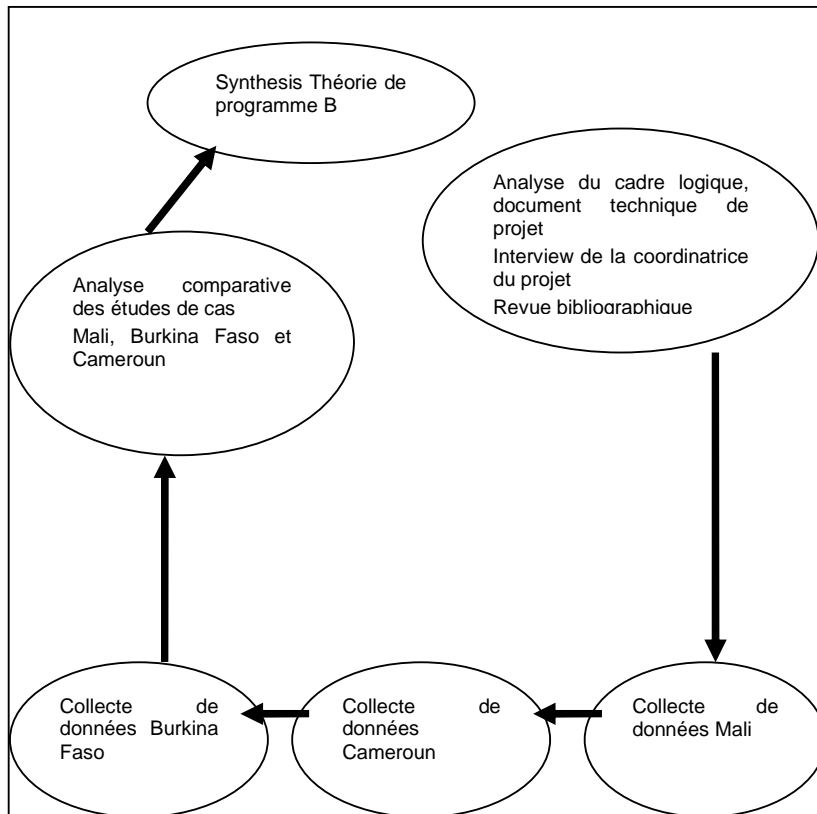 Synthesis Théorie de
programme B
Analyse du cadre logique,
document technique de
projet
Interview de la coordinatrice
du projet
Revue bibliographique
Analyse comparative
des études de cas
Mali, Burkina Faso et
Cameroun
Collecte de
données Burkina
Faso
Collecte de
données
Cameroun
Collecte de
données Mali